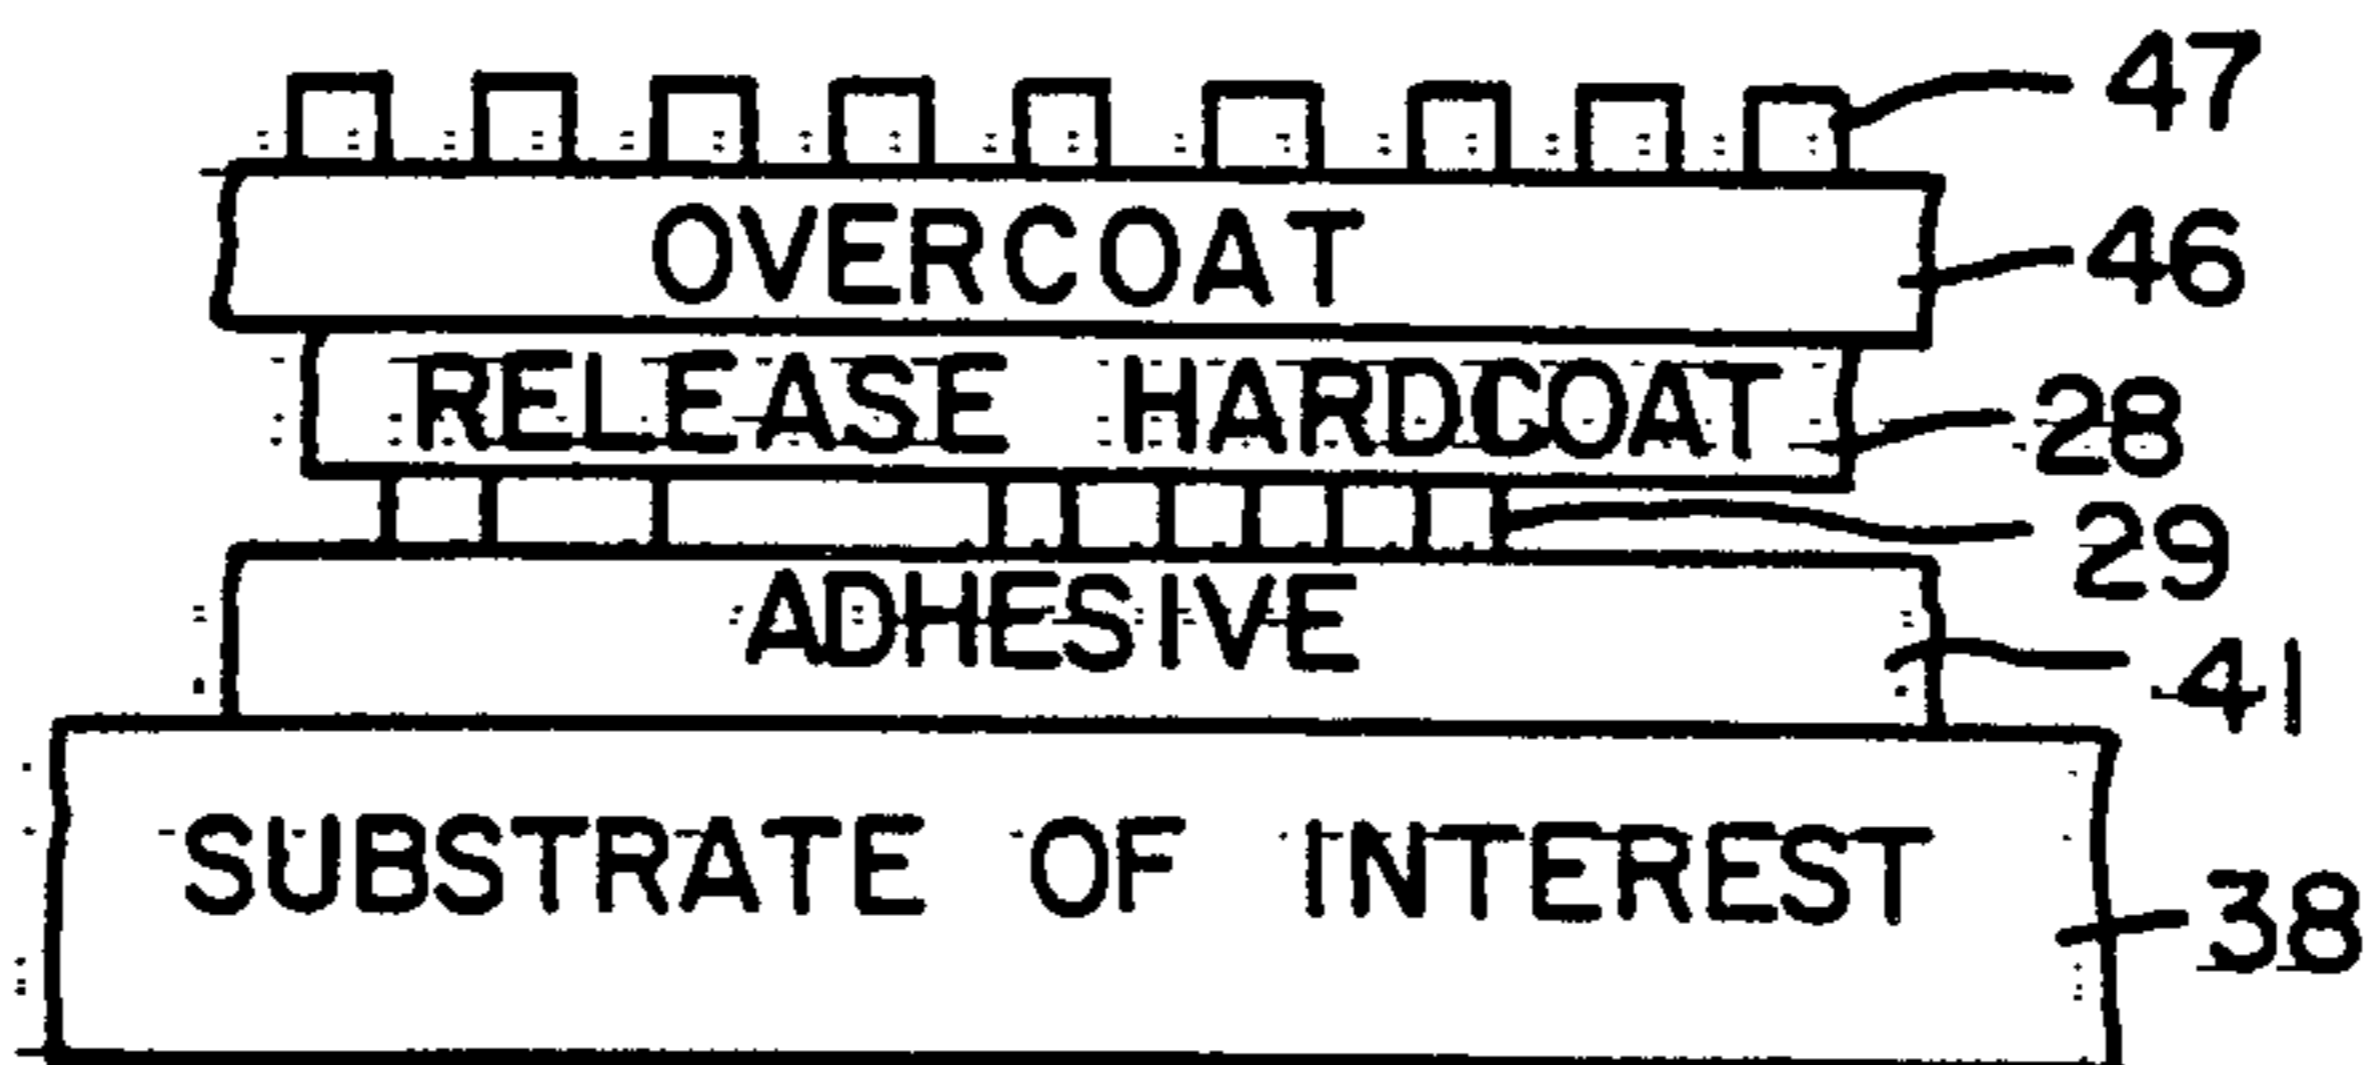 47
OVERCOAT 46
RELEASE HARDCOAT 28
29
ADHESIVE 41
SUBSTRATE OF INTEREST 38